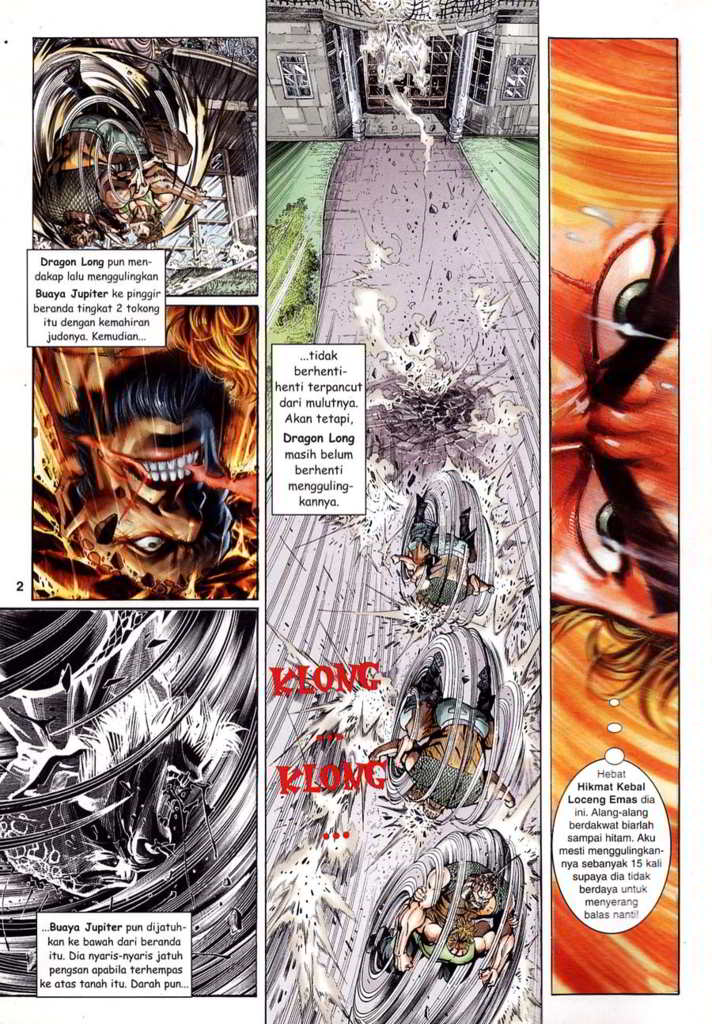 Dragon Long pun men-
dakap lalu menggulingkan
Buaya Jupiter ke pinggir
beranda tingkat 2 tokong
itu dengan kemahiran
judonya. Kemudian...
2
...Buaya Jupiter pun dijatuh-
kan ke bawah dari beranda
itu. Dia nyaris-nyaris jatuh
pengsan apabila terhempas
ke atas tanah itu. Darah pun...
...tidak
berhenti-
henti terpancut
dari mulutnya.
Akan tetapi,
Dragon Long
masih belum
berhenti
mengguling-
kannya.
KLONG
...
KLONG
...
Hebat
Hikmat Kebal
Loceng Emas dia
ini. Alang-alang
berdakwat biarlah
sampai hitam. Aku
mesti menggulingkan-
nya sebanyak 15 kali
supaya dia tidak
berdaya untuk
menyerang
balas nanti!